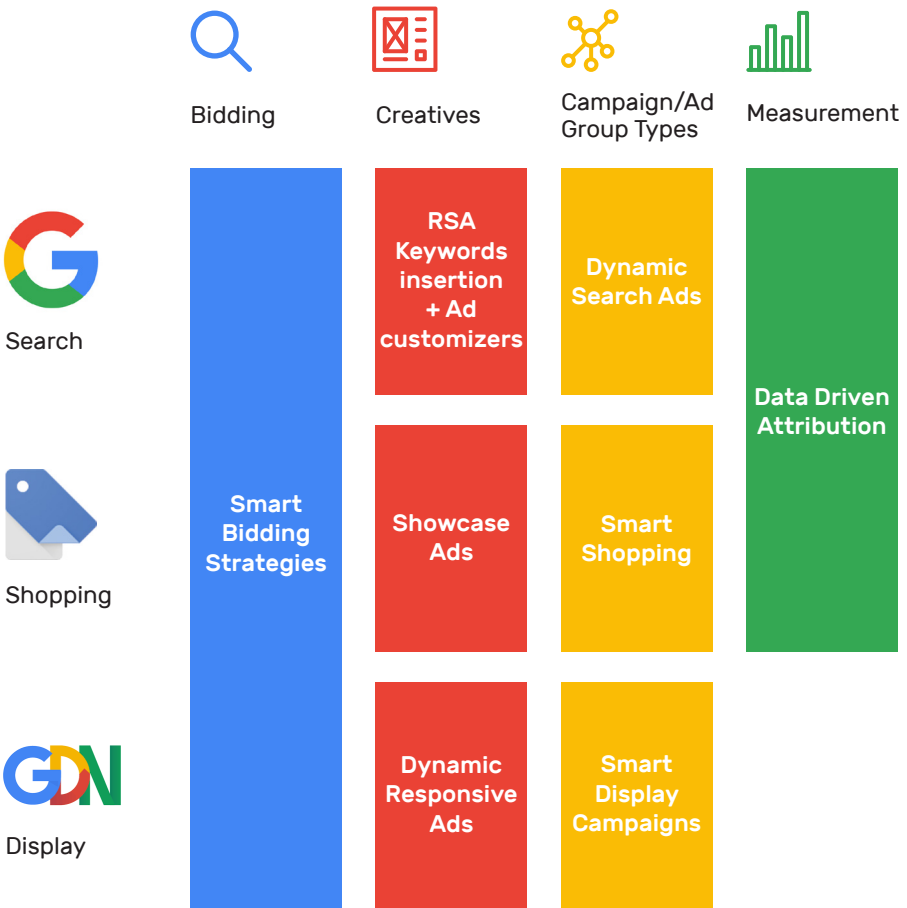 Bidding
Creatives
Campaign/Ad
Group Types
Measurement
Search
Shopping
GDN
Display
Smart
Bidding
Strategies
RSA
Keywords
insertion
+ Ad
customizers
Showcase
Ads
Dynamic
Responsive
Ads
Dynamic
Search Ads
Smart
Shopping
Smart
Display
Campaigns
Data Driven
Attribution